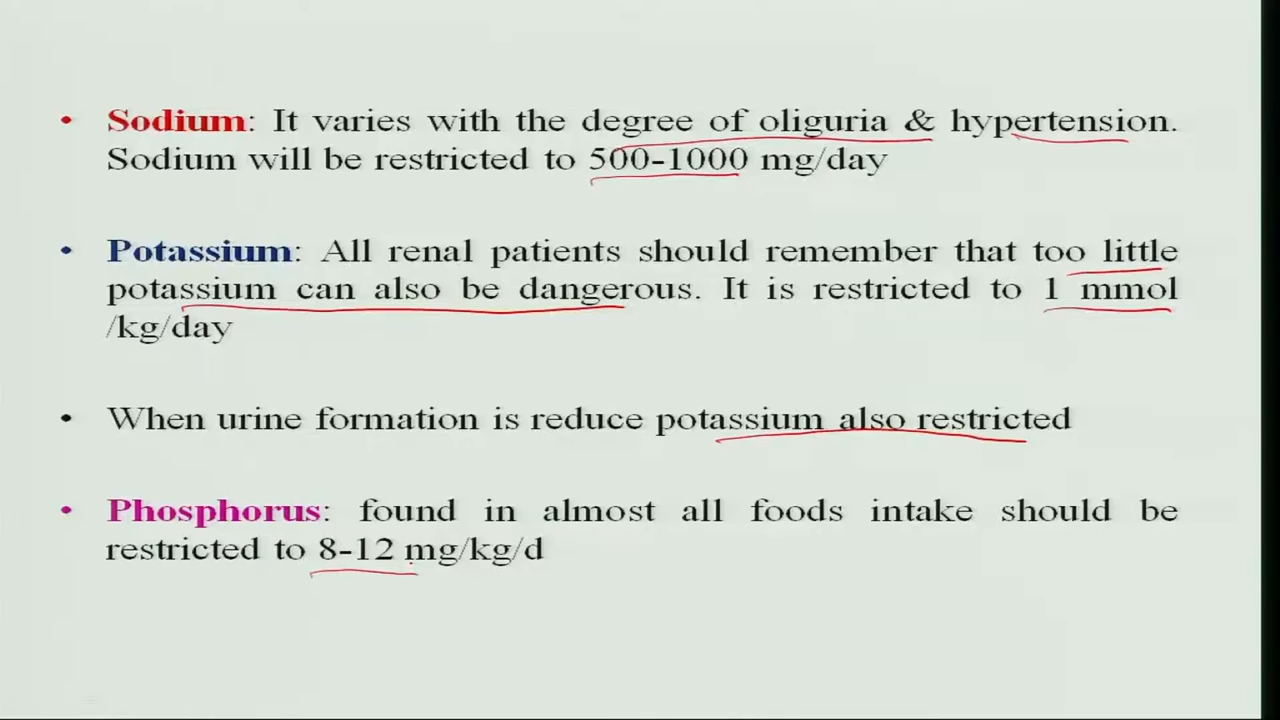 • Sodium: It varies with the degree of oliguria & hypertension.
Sodium will be restricted to 500-1000 mg/day
• Potassium: All renal patients should remember that too little
potassium can also be dangerous. It is restricted to 1 mmol
/kg/day
• When urine formation is reduce potassium also restricted
• Phosphorus: found in almost all foods intake should be
restricted to 8-12 mg/kg/d